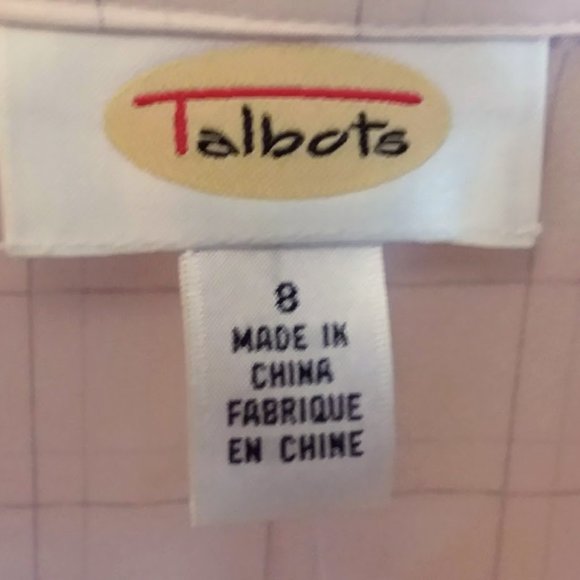 Talbots
8
MADE IN
CHINA
FABRIQUE
EN CHINE